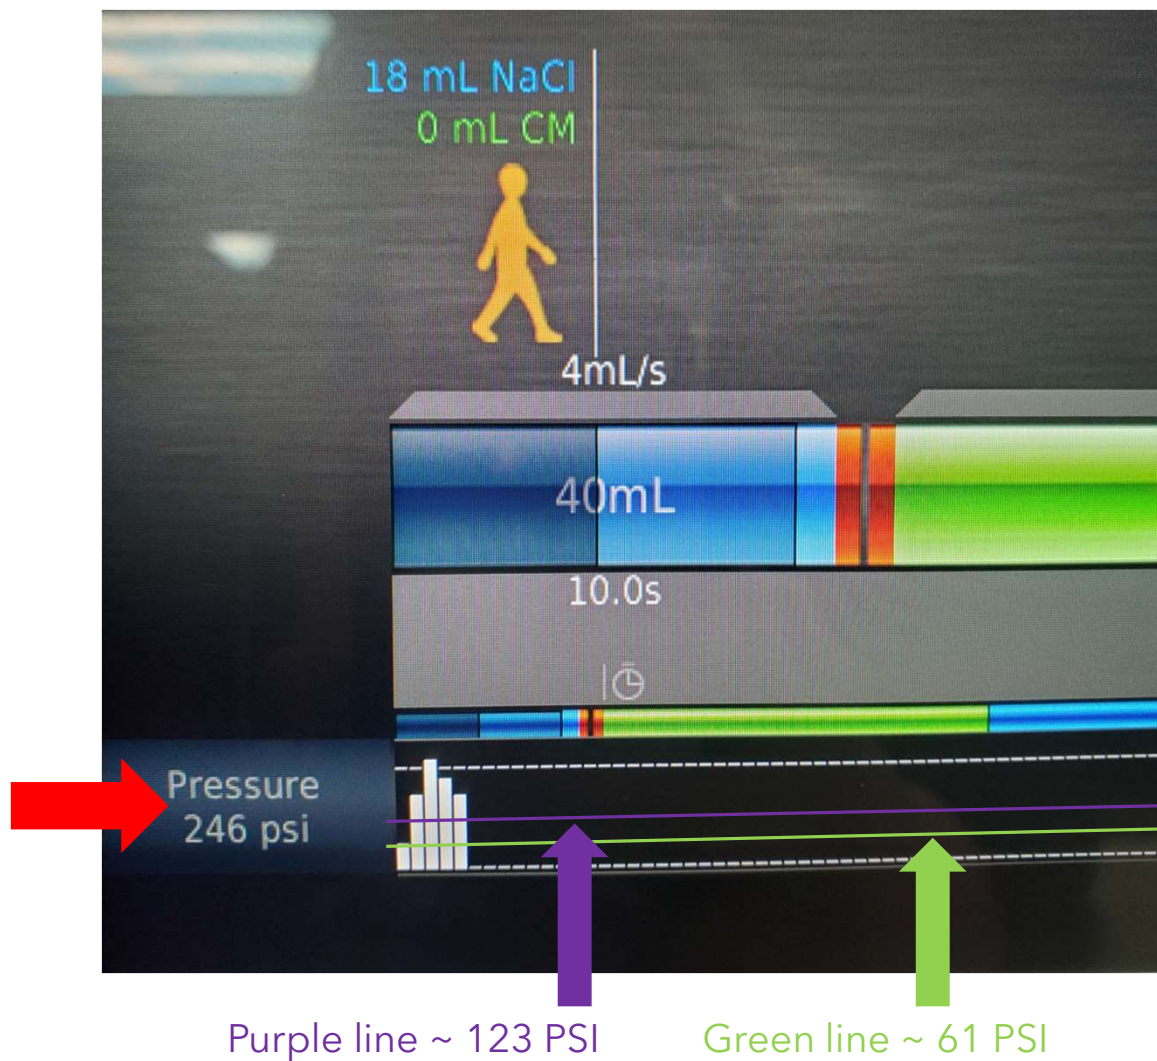 18 mL NaCl
0 mL CM
4mL/s
40mL
10.0s
Pressure
246 psi
Purple line ~ 123 PSI
Green line ~ 61 PSI